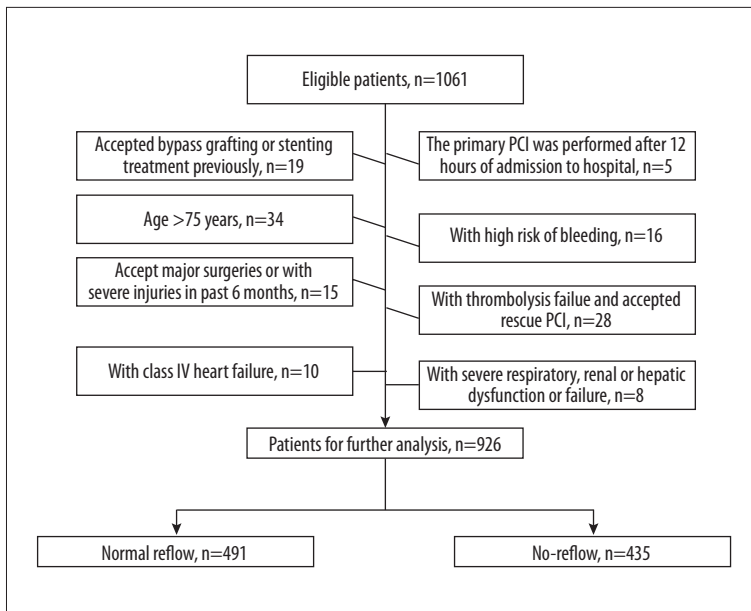 Eligible patients, n=1061
Accepted bypass grafting or stenting
treatment previously, n=19
The primary PCI was performed after 12
hours of admission to hospital, n=5
Age >75 years, n=34
With high risk of bleeding, n=16
Accept major surgeries or with
severe injuries in past 6 months, n=15
With thrombolysis failue and accepted
rescue PCI, n=28
With class IV heart failure, n=10
With severe respiratory, renal or hepatic
dysfunction or failure, n=8
Patients for further analysis, n=926
Normal reflow, n=491
No-reflow, n=435